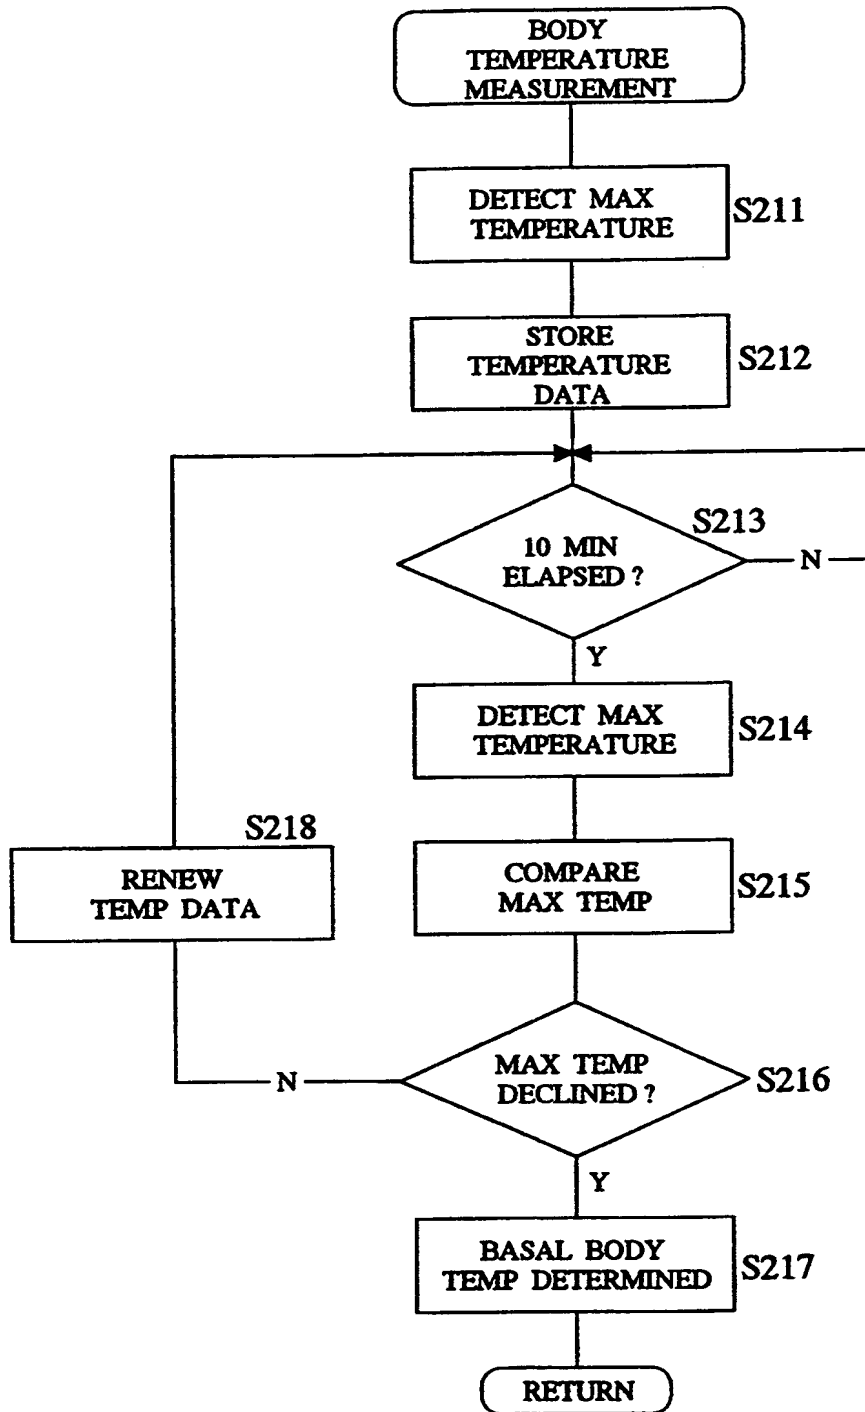 BODY
TEMPERATURE
MEASUREMENT
DETECT MAX
TEMPERATURE
S211
STORE
TEMPERATURE
DATA
S212
S213
10 MIN
ELAPSED ?
N
Y
DETECT MAX
TEMPERATURE
S214
S218
RENEW
TEMP DATA
COMPARE
MAX TEMP
S215
MAX TEMP
DECLINED ?
S216
N
Y
BASAL BODY
TEMP DETERMINED
S217
RETURN